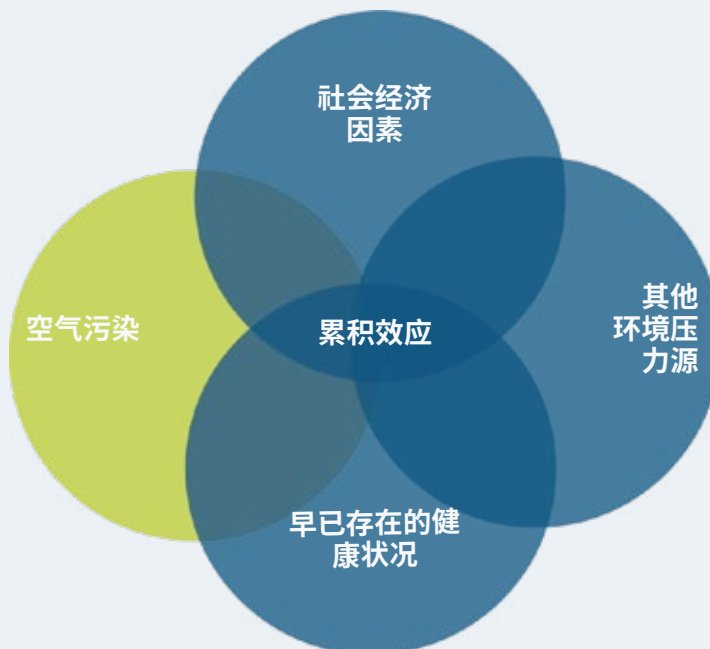 社会经济
因素
空气污染
累积效应
其他
环境压
力源
早已存在的健
康状况